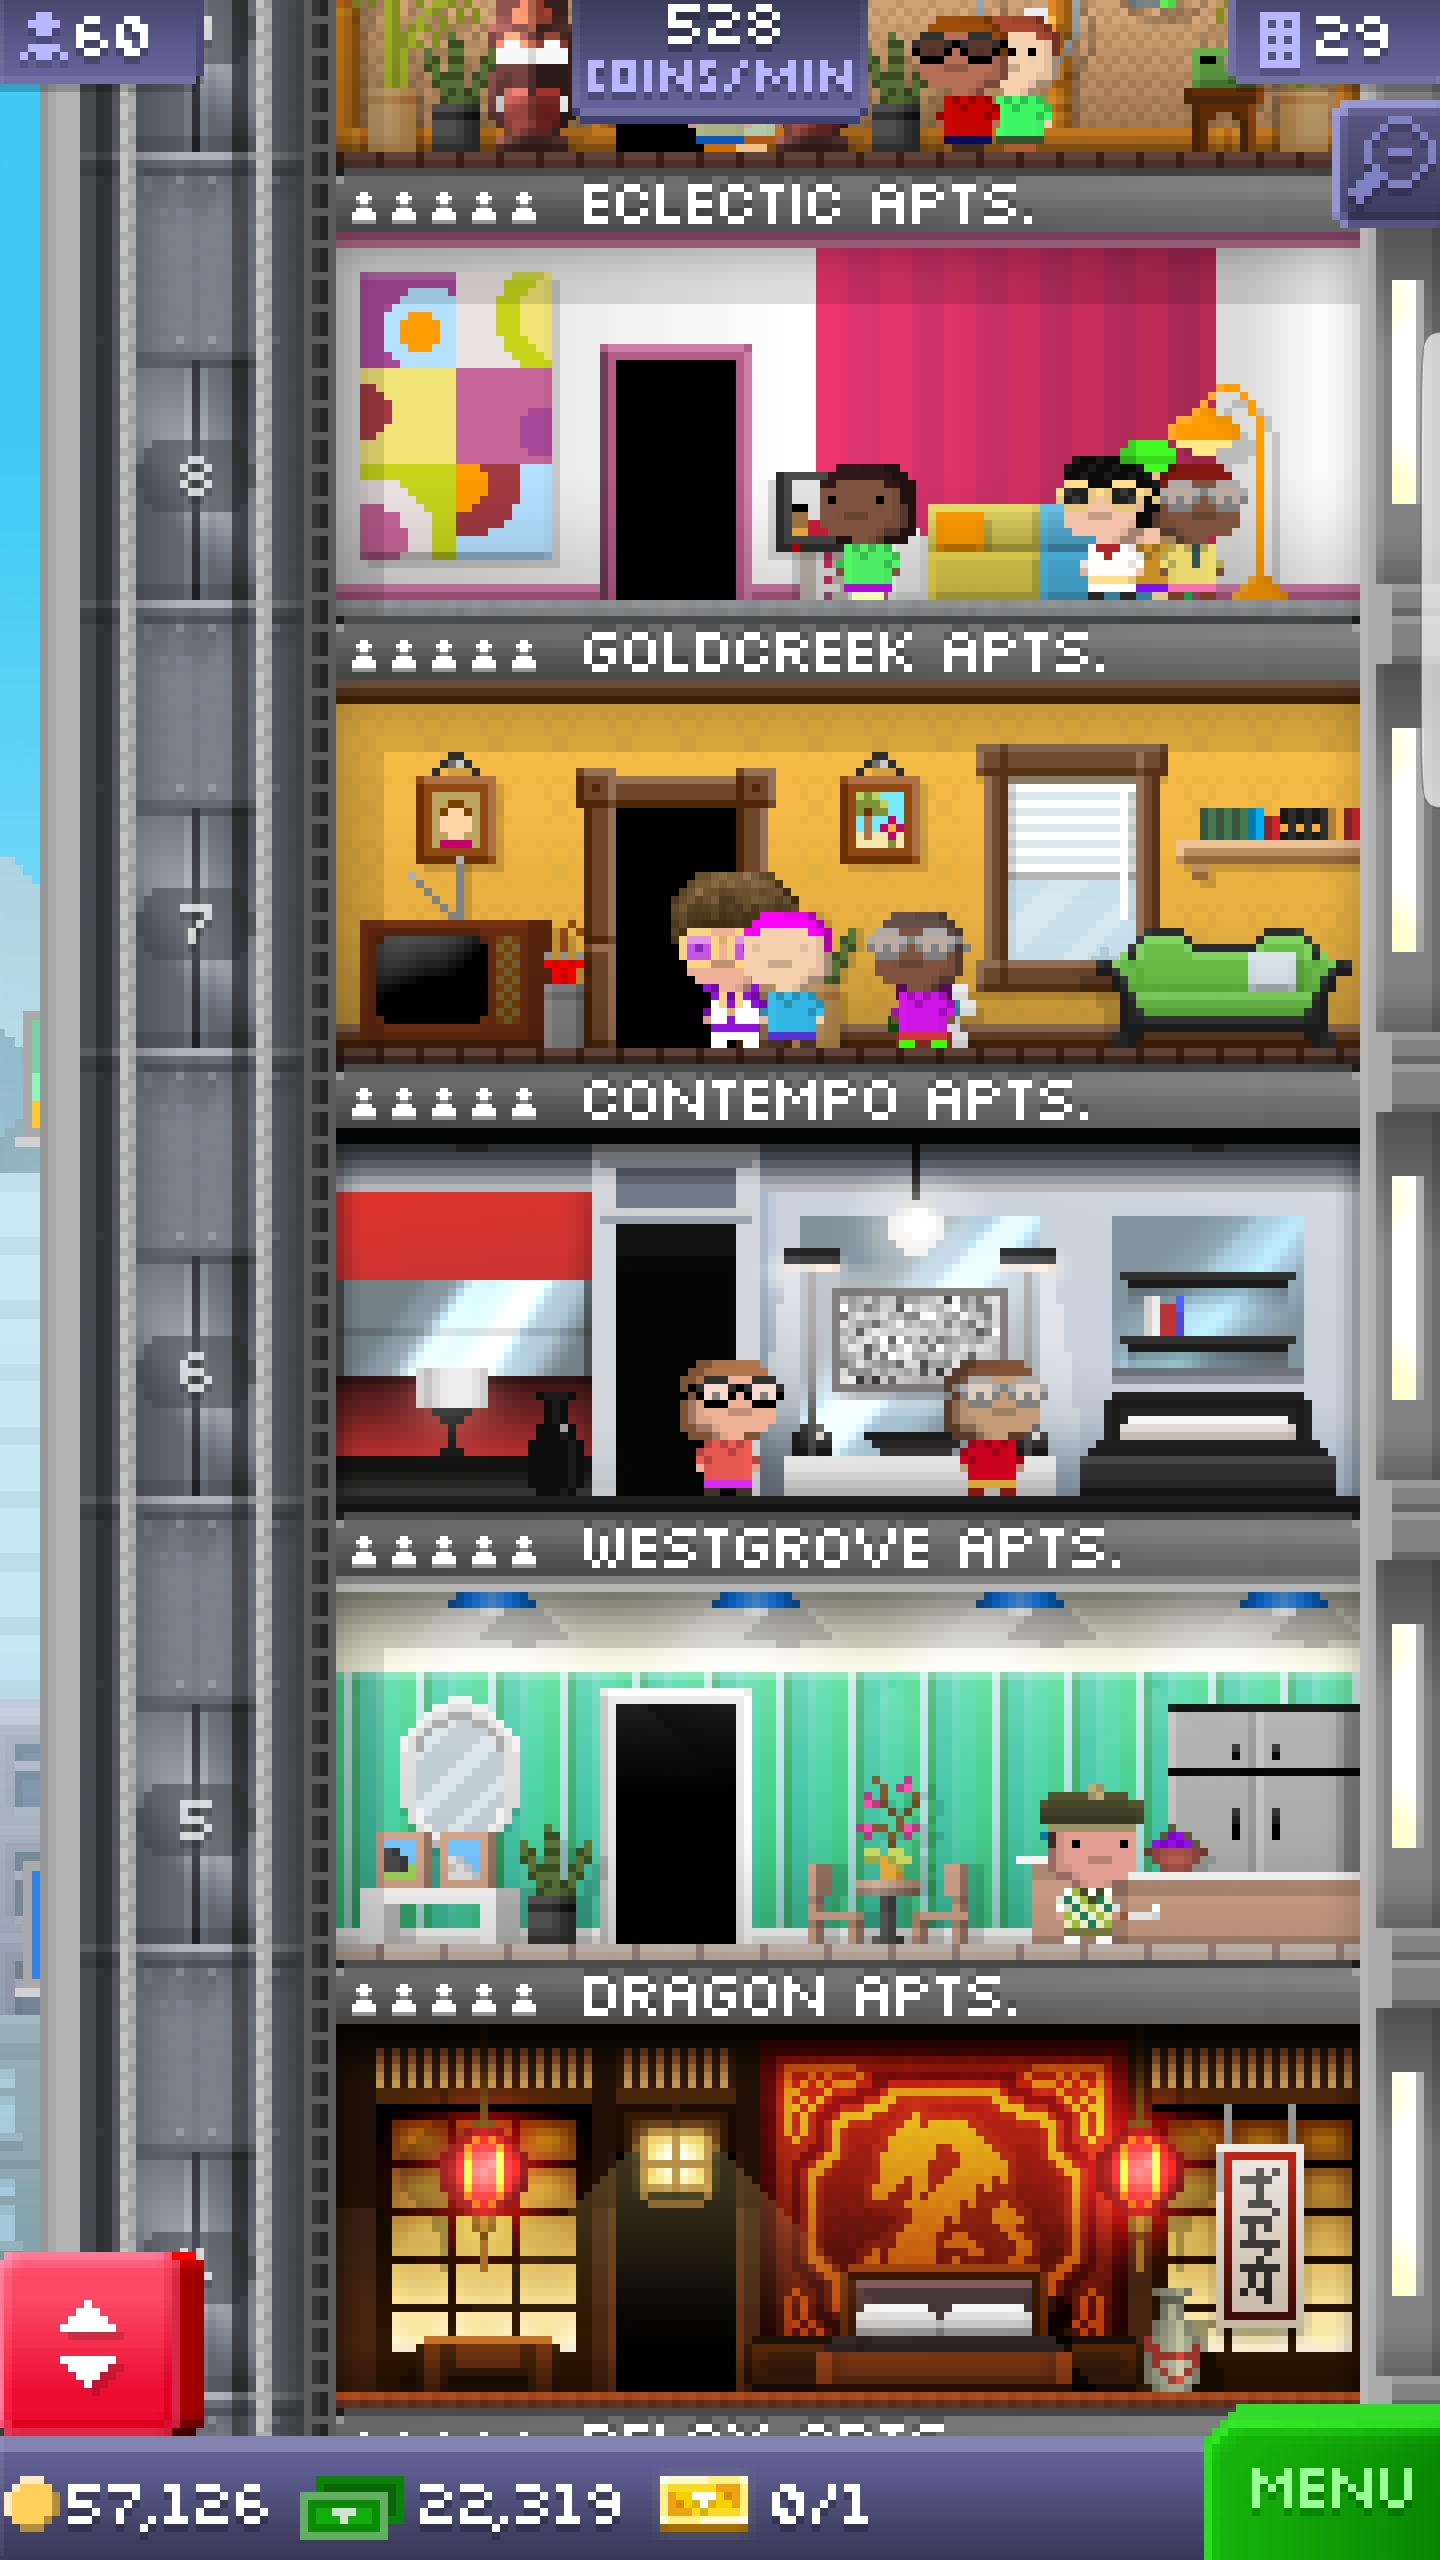 60
528
COINS/MIN
29
ECLECTIC APTS.
8
GOLDCREEK APTS.
7
CONTEMPO APTS.
6
WESTGROVE APTS.
5
DRAGON APTS.
57,126
22,319
0/1
MENU